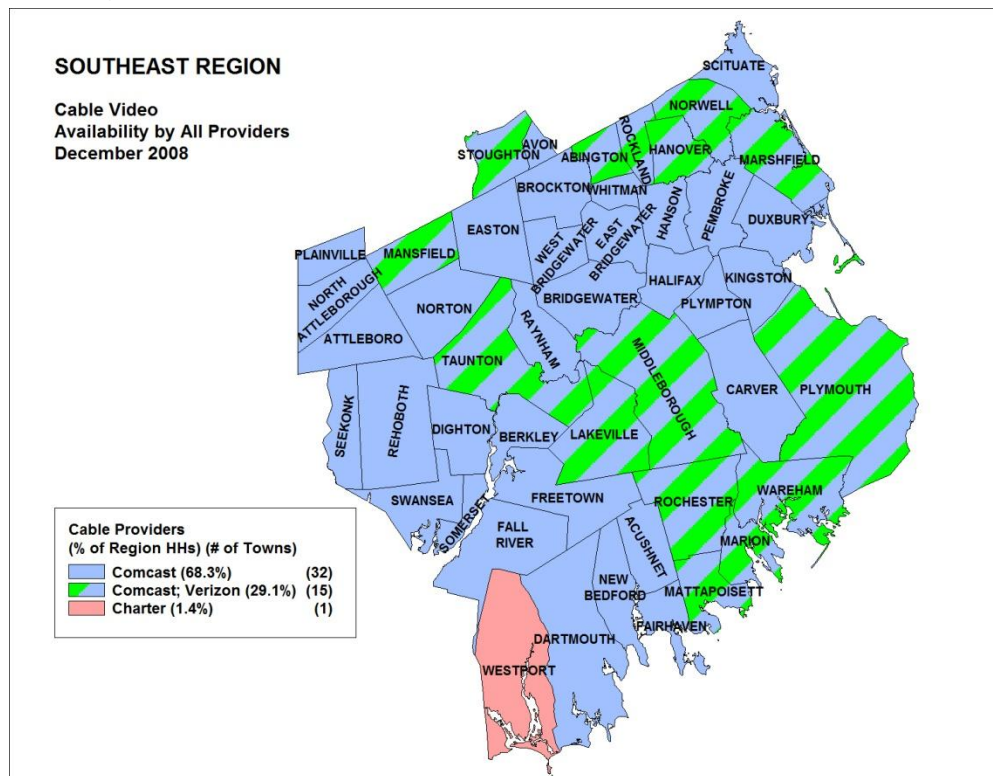 SOUTHEAST REGION
Cable Video
Availability by All Providers
December 2008
SCITUATE
NORWELL
ROCKLAND
HANOVER
AVON
STOUGHTON
ABINGTON
MARSHFIELD
BROCKTON
WHITMAN
HANSON
PEMBROKE
DUXBURY
EASTON
WEST
BRIDGEWATER
EAST
BRIDGEWATER
PLAINVILLE
MANSFIELD
NORTH
ATTLEBOROUGH
NORTON
RAYNHAM
BRIDGEWATER
HALIFAX
KINGSTON
PLYMPTON
ATTLEBORO
TAUNTON
MIDDLEBOROUGH
CARVER
PLYMOUTH
SEEKONK
REHOBOTH
DIGHTON
BERKLEY
LAKEVILLE
SWANSEA
SOMERSET
FREETOWN
ROCHESTER
WAREHAM
FALL
RIVER
ACUSHNET
MARION
NEW
BEDFORD
MATTAPOISETT
FAIRHAVEN
DARTMOUTH
WESTPORT
Cable Providers
(% of Region HHs) (# of Towns)
Comcast (68.3%) (32)
Comcast; Verizon (29.1%) (15)
Charter (1.4%) (1)